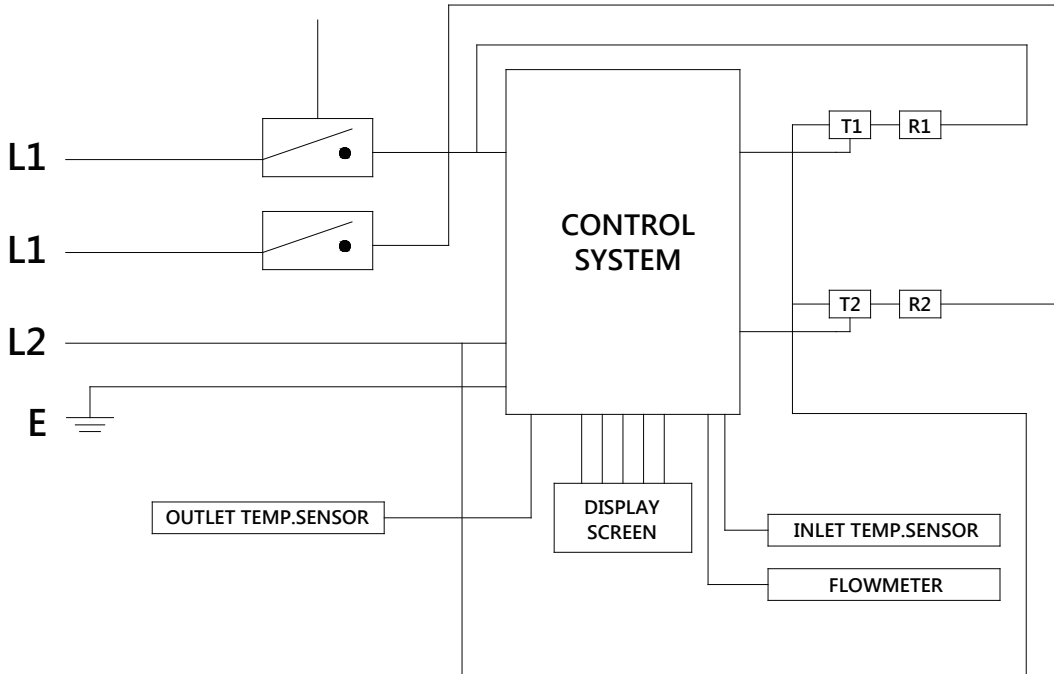 T1
R1
L1
L1
CONTROL
SYSTEM
T2
R2
L2
E
OUTLET TEMP.SENSOR
DISPLAY
SCREEN
INLET TEMP.SENSOR
FLOWMETER